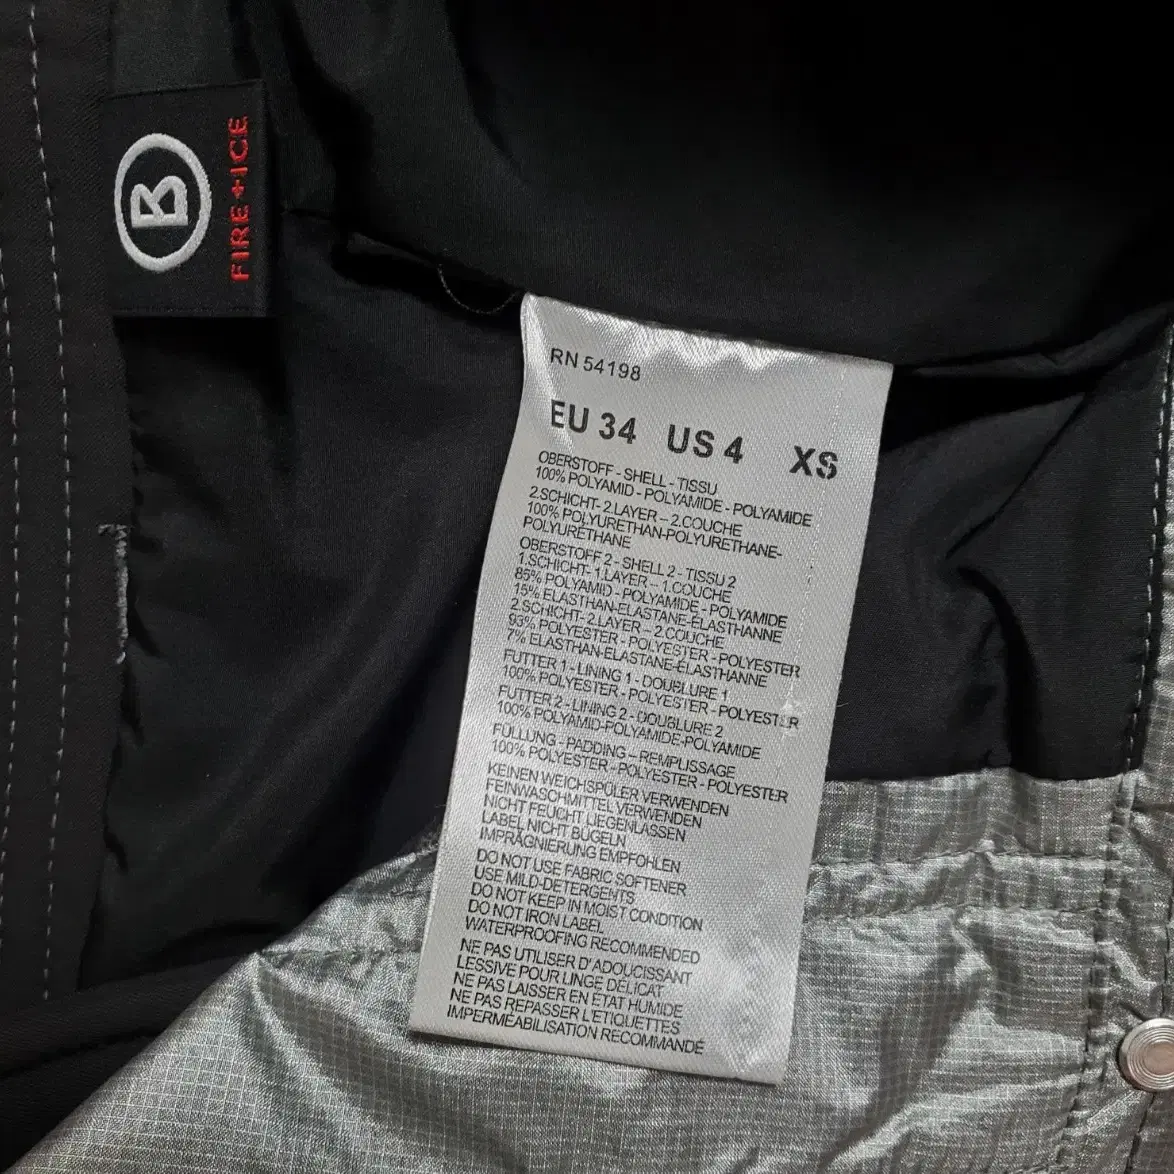 B
FIRE+ICE
RN 54198
EU 34 US 4 XS
OBERSTOFF - SHELL - TISSU
100% POLYAMID - POLYAMIDE - POLYAMIDE
2.SCHICHT- 2.LAYER – 2.COUCHE
100% POLYURETHAN-POLYURETHANE-
POLYURÉTHANE
OBERSTOFF 2 - SHELL 2 - TISSU 2
1.SCHICHT- 1.LAYER – 1.COUCHE
85% POLYAMID - POLYAMIDE - POLYAMIDE
15% ELASTHAN-ELASTANE-ÉLASTHANNE
2.SCHICHT- 2.LAYER – 2.COUCHE
93% POLYESTER - POLYESTER - POLYESTER
7% ELASTHAN-ELASTANE-ÉLASTHANNE
FUTTER 1 - LINING 1 - DOUBLURE 1
100% POLYESTER - POLYESTER - POLYESTER
FUTTER 2 - LINING 2 - DOUBLURE 2
100% POLYAMID-POLYAMIDE-POLYAMIDE
FÜLLUNG - PADDING – REMPLISSAGE
100% POLYESTER - POLYESTER - POLYESTER
KEINEN WEICHSPÜLER VERWENDEN
FEINWASCHMITTEL VERWENDEN
NICHT FEUCHT LIEGENLASSEN
LABEL NICHT BÜGELN
IMPRÄGNIERUNG EMPFOHLEN
DO NOT USE FABRIC SOFTENER
USE MILD-DETERGENTS
DO NOT KEEP IN MOIST CONDITION
DO NOT IRON LABEL
WATERPROOFING RECOMMENDED
NE PAS UTILISER D'ADOUCISSANT
LESSIVE POUR LINGE DÉLICAT
NE PAS LAISSER EN ÉTAT HUMIDE
NE PAS REPASSER L'ETIQUETTES
IMPERMÉABILISATION RECOMMANDÉ